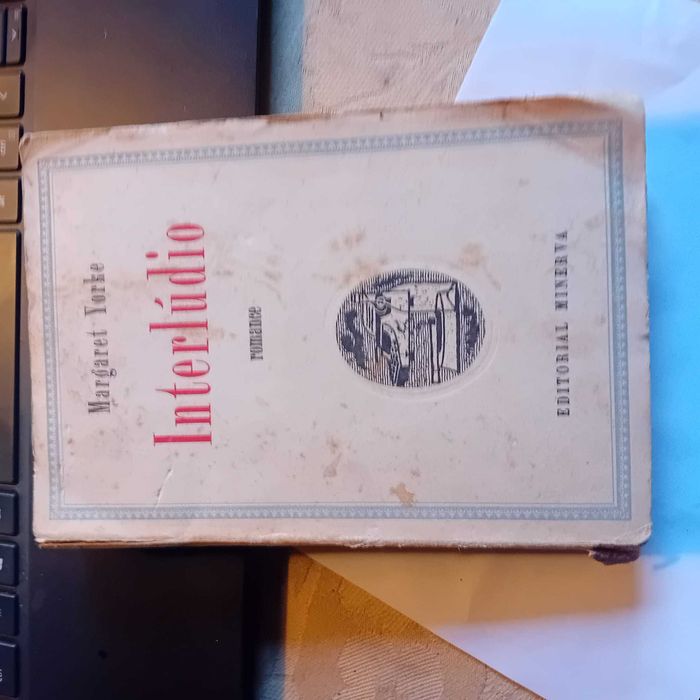 Margaret Yorke
Interlúdio
romance
EDITORIAL MINERVA